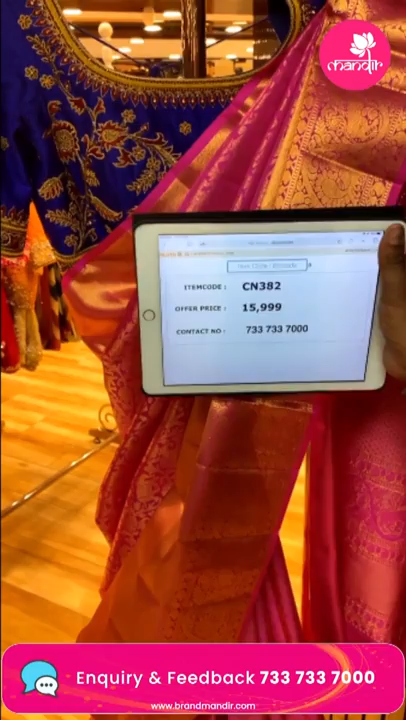 mandir
ITEMCODE : CN382
OFFER PRICE : 15,999
CONTACT NO : 733 733 7000
Enquiry & Feedback 733 733 7000
www.brandmandir.com